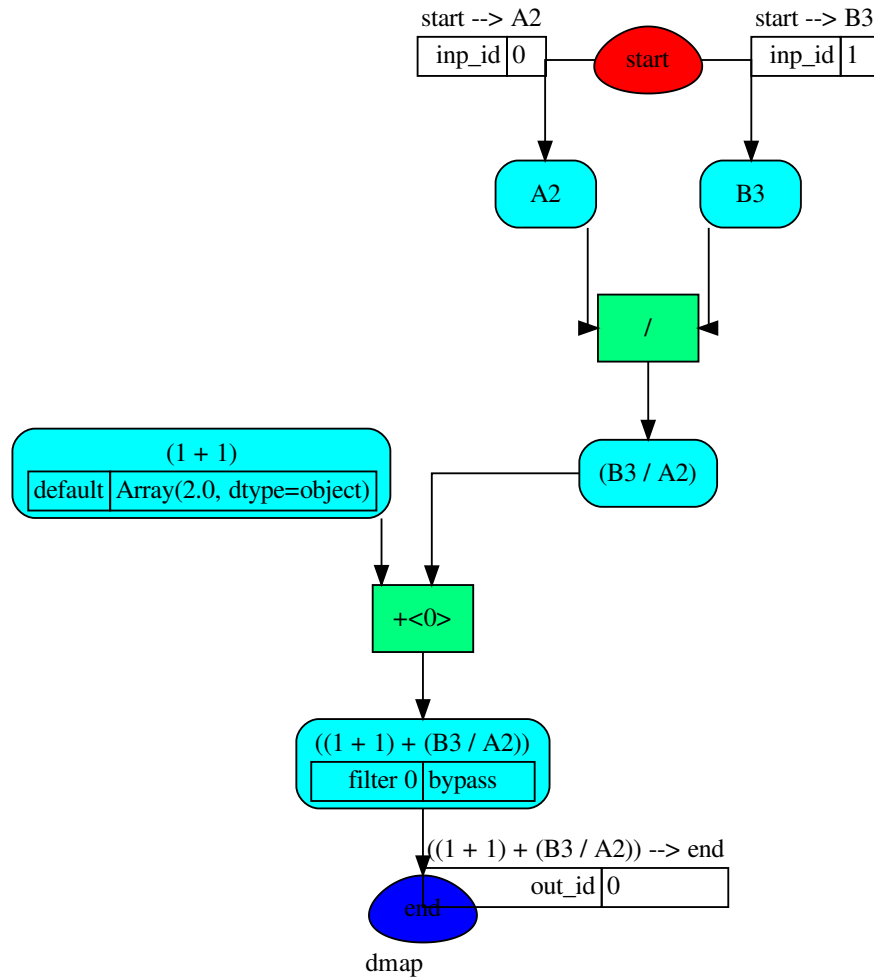 start --> A2
start --> B3
inp_id 0
start
inp_id 1
A2
B3
/
(1 + 1)
default Array(2.0, dtype=object)
(B3 / A2)
+<0>
((1 + 1) + (B3 / A2))
filter 0 bypass
((1 + 1) + (B3 / A2)) --> end
out_id 0
end
dmap